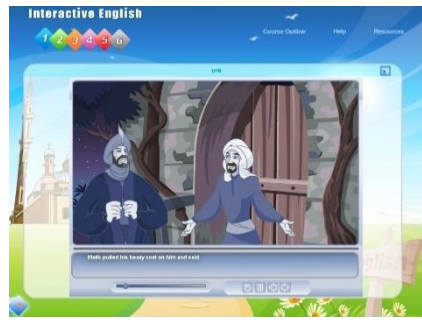 Interactive English
1 2 3 4 5 6
Course Outline Help Resources
Malik pulled his heavy coat on him and said